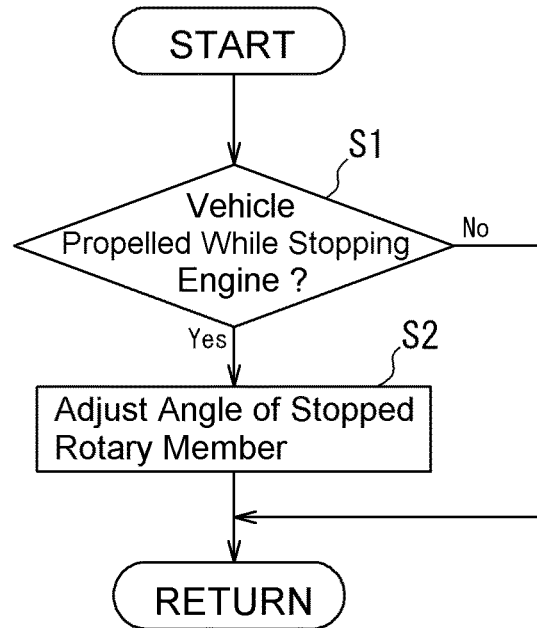 START
S1
Vehicle
Propelled While Stopping
Engine ?
No
Yes
S2
Adjust Angle of Stopped
Rotary Member
RETURN